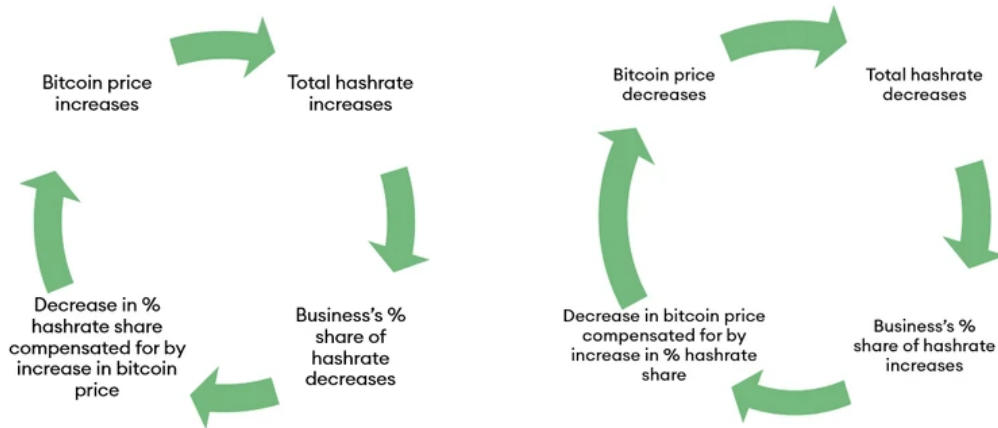 Bitcoin price
increases
Total hashrate
increases
Business's %
share of
hashrate
decreases
Decrease in %
hashrate share
compensated for by
increase in bitcoin
price
Bitcoin price
decreases
Total hashrate
decreases
Business's %
share of hashrate
increases
Decrease in bitcoin price
compensated for by
increase in % hashrate
share